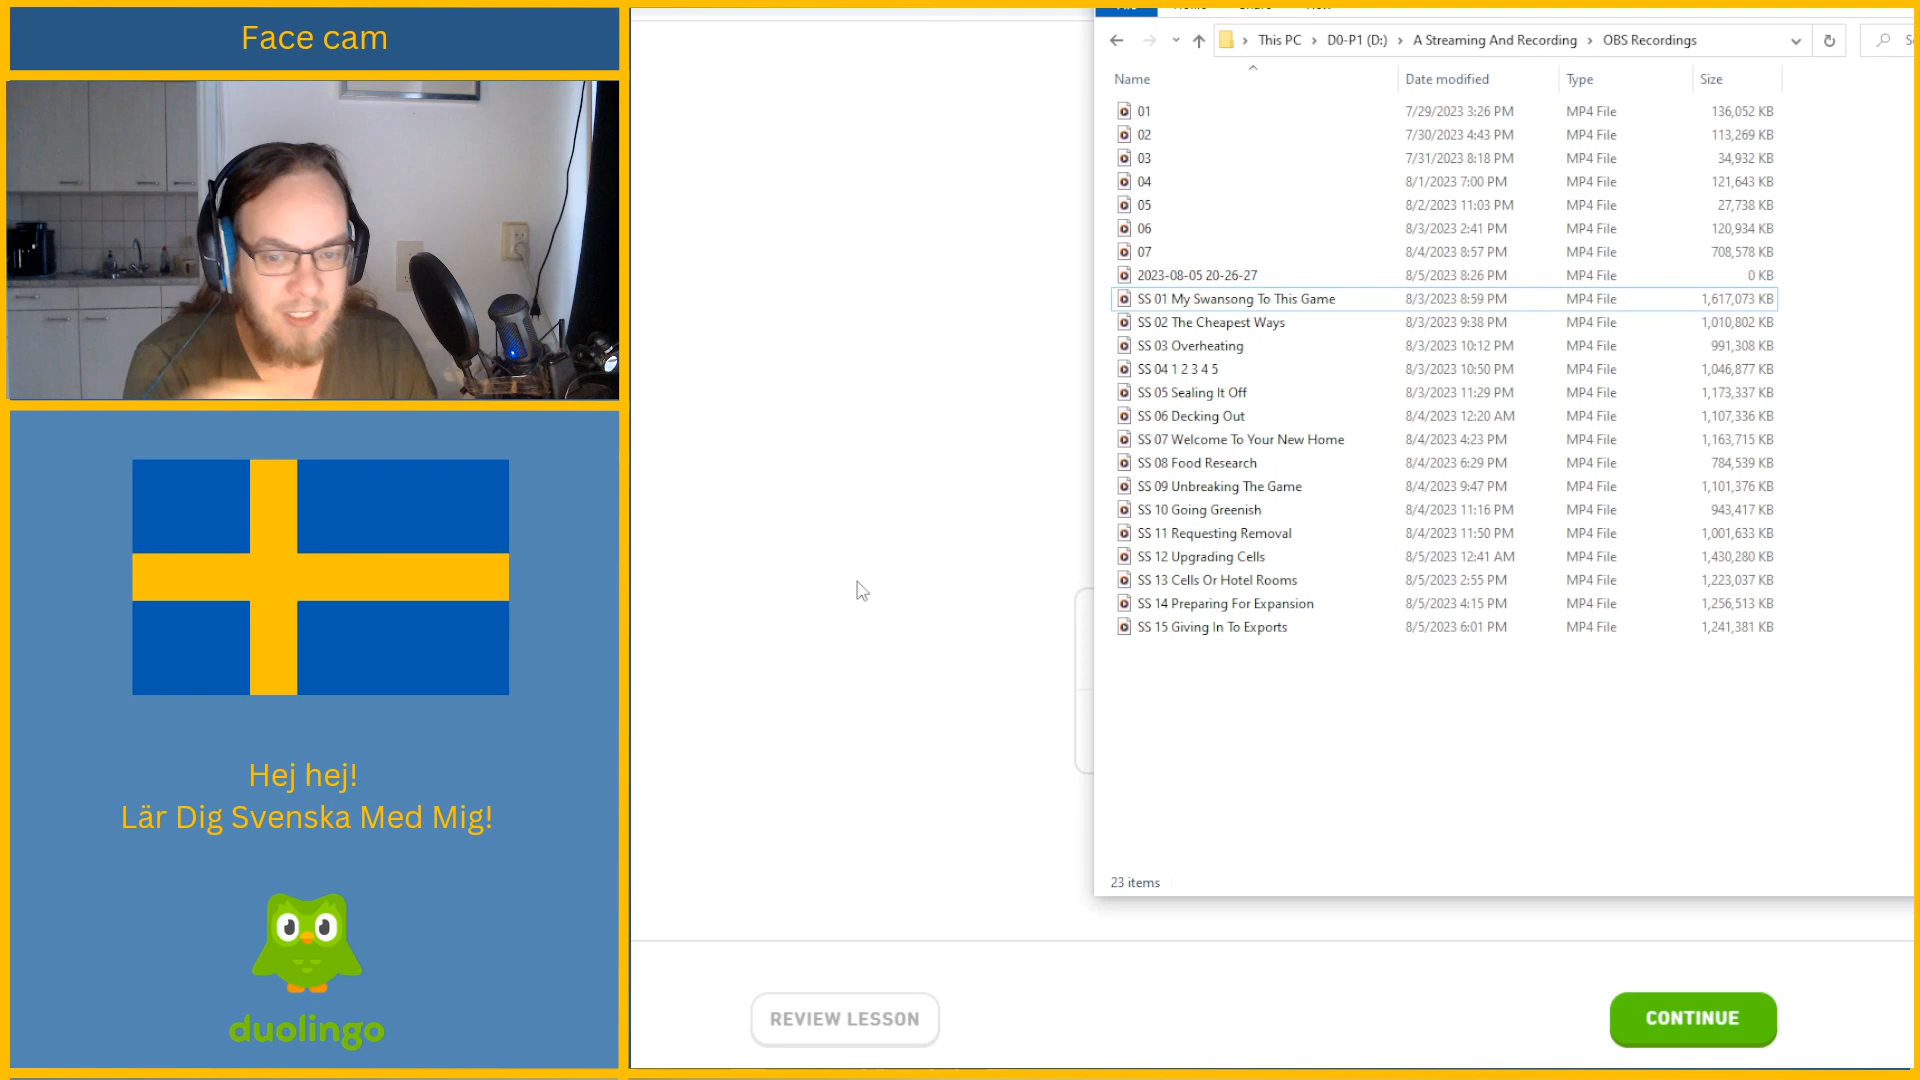 Face cam
Hej hej!
Lär Dig Svenska Med Mig!
duolingo
This PC > D0-P1 (D:) > A Streaming And Recording > OBS Recordings
Name Date modified Type Size
01 7/29/2023 3:26 PM MP4 File 136,052 KB
02 7/30/2023 4:43 PM MP4 File 113,269 KB
03 7/31/2023 8:18 PM MP4 File 34,932 KB
04 8/1/2023 7:00 PM MP4 File 121,643 KB
05 8/2/2023 11:03 PM MP4 File 27,738 KB
06 8/3/2023 2:41 PM MP4 File 120,934 KB
07 8/4/2023 8:57 PM MP4 File 708,578 KB
2023-08-05 20-26-27 8/5/2023 8:26 PM MP4 File 0 KB
SS 01 My Swansong To This Game 8/3/2023 8:59 PM MP4 File 1,617,073 KB
SS 02 The Cheapest Ways 8/3/2023 9:38 PM MP4 File 1,010,802 KB
SS 03 Overheating 8/3/2023 10:12 PM MP4 File 991,308 KB
SS 04 1 2 3 4 5 8/3/2023 10:50 PM MP4 File 1,046,877 KB
SS 05 Sealing It Off 8/3/2023 11:29 PM MP4 File 1,173,337 KB
SS 06 Decking Out 8/4/2023 12:20 AM MP4 File 1,107,336 KB
SS 07 Welcome To Your New Home 8/4/2023 4:23 PM MP4 File 1,163,715 KB
SS 08 Food Research 8/4/2023 6:29 PM MP4 File 784,539 KB
SS 09 Unbreaking The Game 8/4/2023 9:47 PM MP4 File 1,101,376 KB
SS 10 Going Greenish 8/4/2023 11:16 PM MP4 File 943,417 KB
SS 11 Requesting Removal 8/4/2023 11:50 PM MP4 File 1,001,633 KB
SS 12 Upgrading Cells 8/5/2023 12:41 AM MP4 File 1,430,280 KB
SS 13 Cells Or Hotel Rooms 8/5/2023 2:55 PM MP4 File 1,223,037 KB
SS 14 Preparing For Expansion 8/5/2023 4:15 PM MP4 File 1,256,513 KB
SS 15 Giving In To Exports 8/5/2023 6:01 PM MP4 File 1,241,381 KB
23 items
REVIEW LESSON
CONTINUE